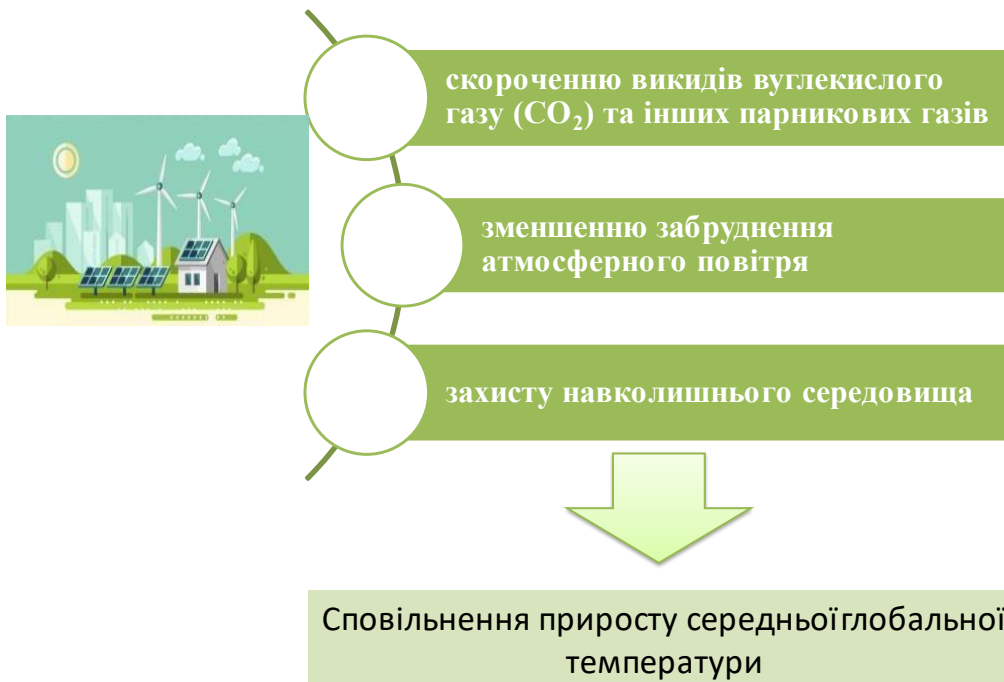 скороченню викидів вуглекислого
газу (CO₂) та інших парникових газів
зменшенню забруднення
атмосферного повітря
захисту навколишнього середовища
Сповільнення приросту середньоїглобальної
температури